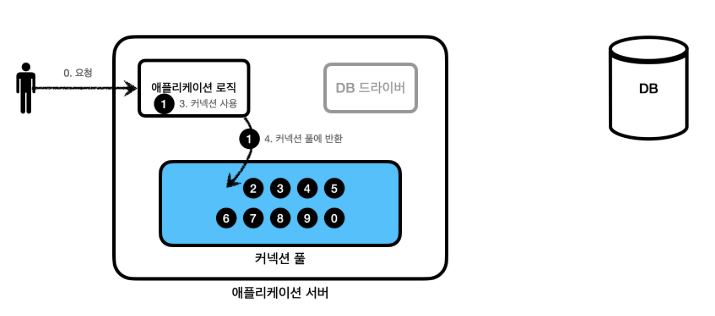 0. 요청
애플리케이션 로직
1 3. 커넥션 사용
DB 드라이버
DB
1 4. 커넥션 풀에 반환
2 3 4 5
6 7 8 9 0
커넥션 풀
애플리케이션 서버